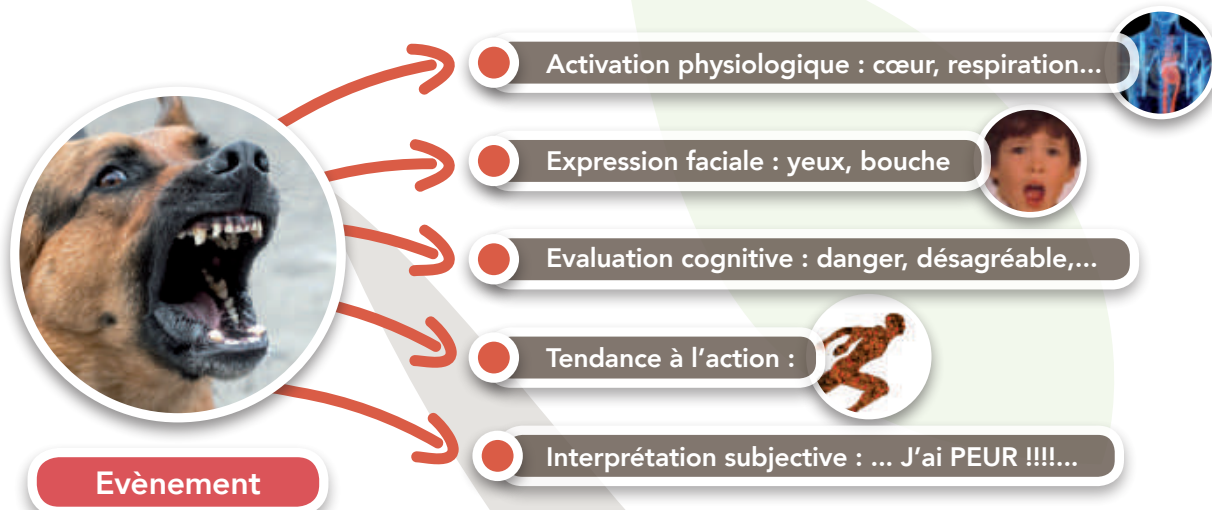 Activation physiologique : cœur, respiration...
Expression faciale : yeux, bouche
Evaluation cognitive : danger, désagréable,...
Tendance à l'action :
Interprétation subjective : ... J'ai PEUR !!!!...
Evènement